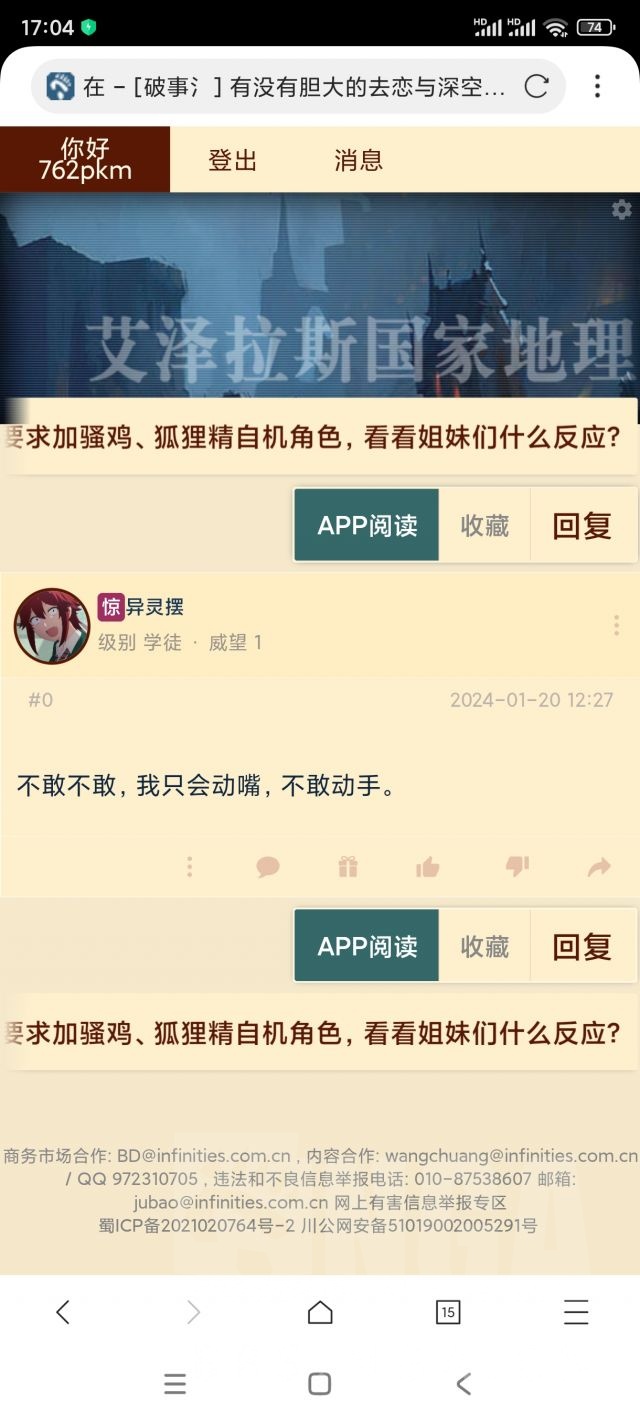 17:04
HD HD 74
在 - [破事氵] 有没有胆大的去恋与深空...
你好
762pkm
登出
消息
艾泽拉斯国家地理
要求加骚鸡、狐狸精自机角色，看看姐妹们什么反应?
APP阅读 收藏 回复
惊 异灵摆
级别 学徒 · 威望 1
#0 2024-01-20 12:27
不敢不敢，我只会动嘴，不敢动手。
APP阅读 收藏 回复
要求加骚鸡、狐狸精自机角色，看看姐妹们什么反应?
商务市场合作: BD@infinities.com.cn , 内容合作: wangchuang@infinities.com.cn
/ QQ 972310705 , 违法和不良信息举报电话: 010-87538607 邮箱:
jubao@infinities.com.cn 网上有害信息举报专区
蜀ICP备2021020764号-2 川公网安备51019002005291号
NGA
15